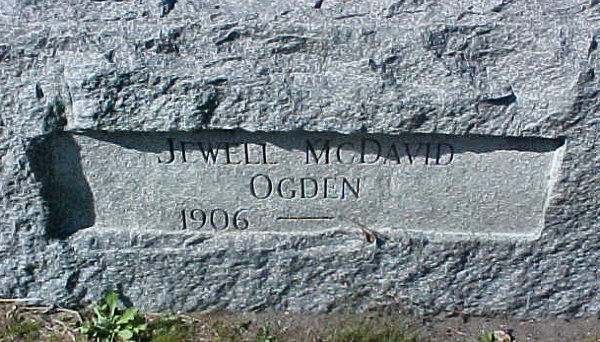 JEWELL McDAVID
OGDEN
1906 —